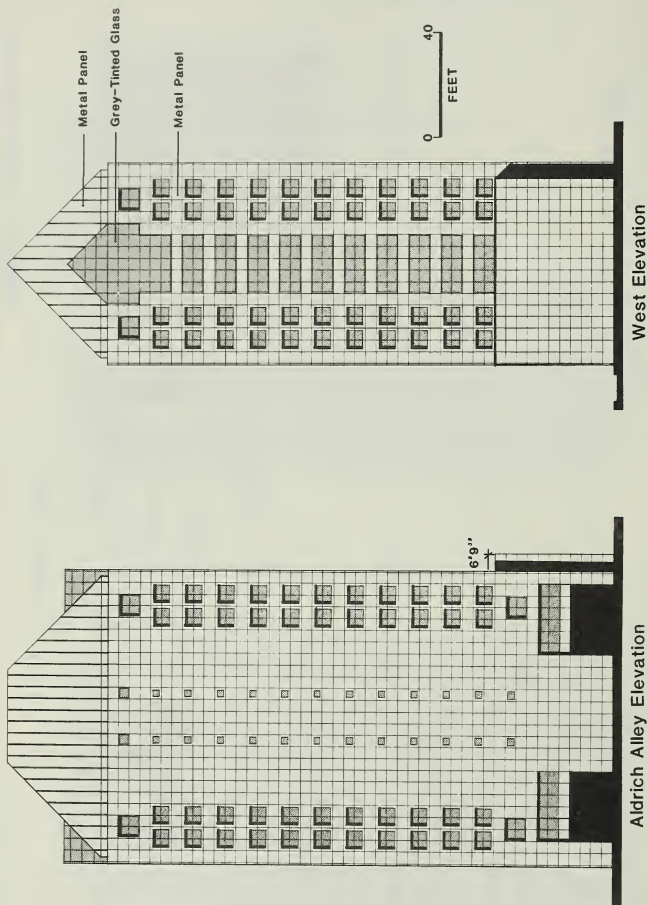 Metal Panel
Grey-Tinted Glass
Metal Panel
0 40
FEET
West Elevation
6'9"
Aldrich Alley Elevation